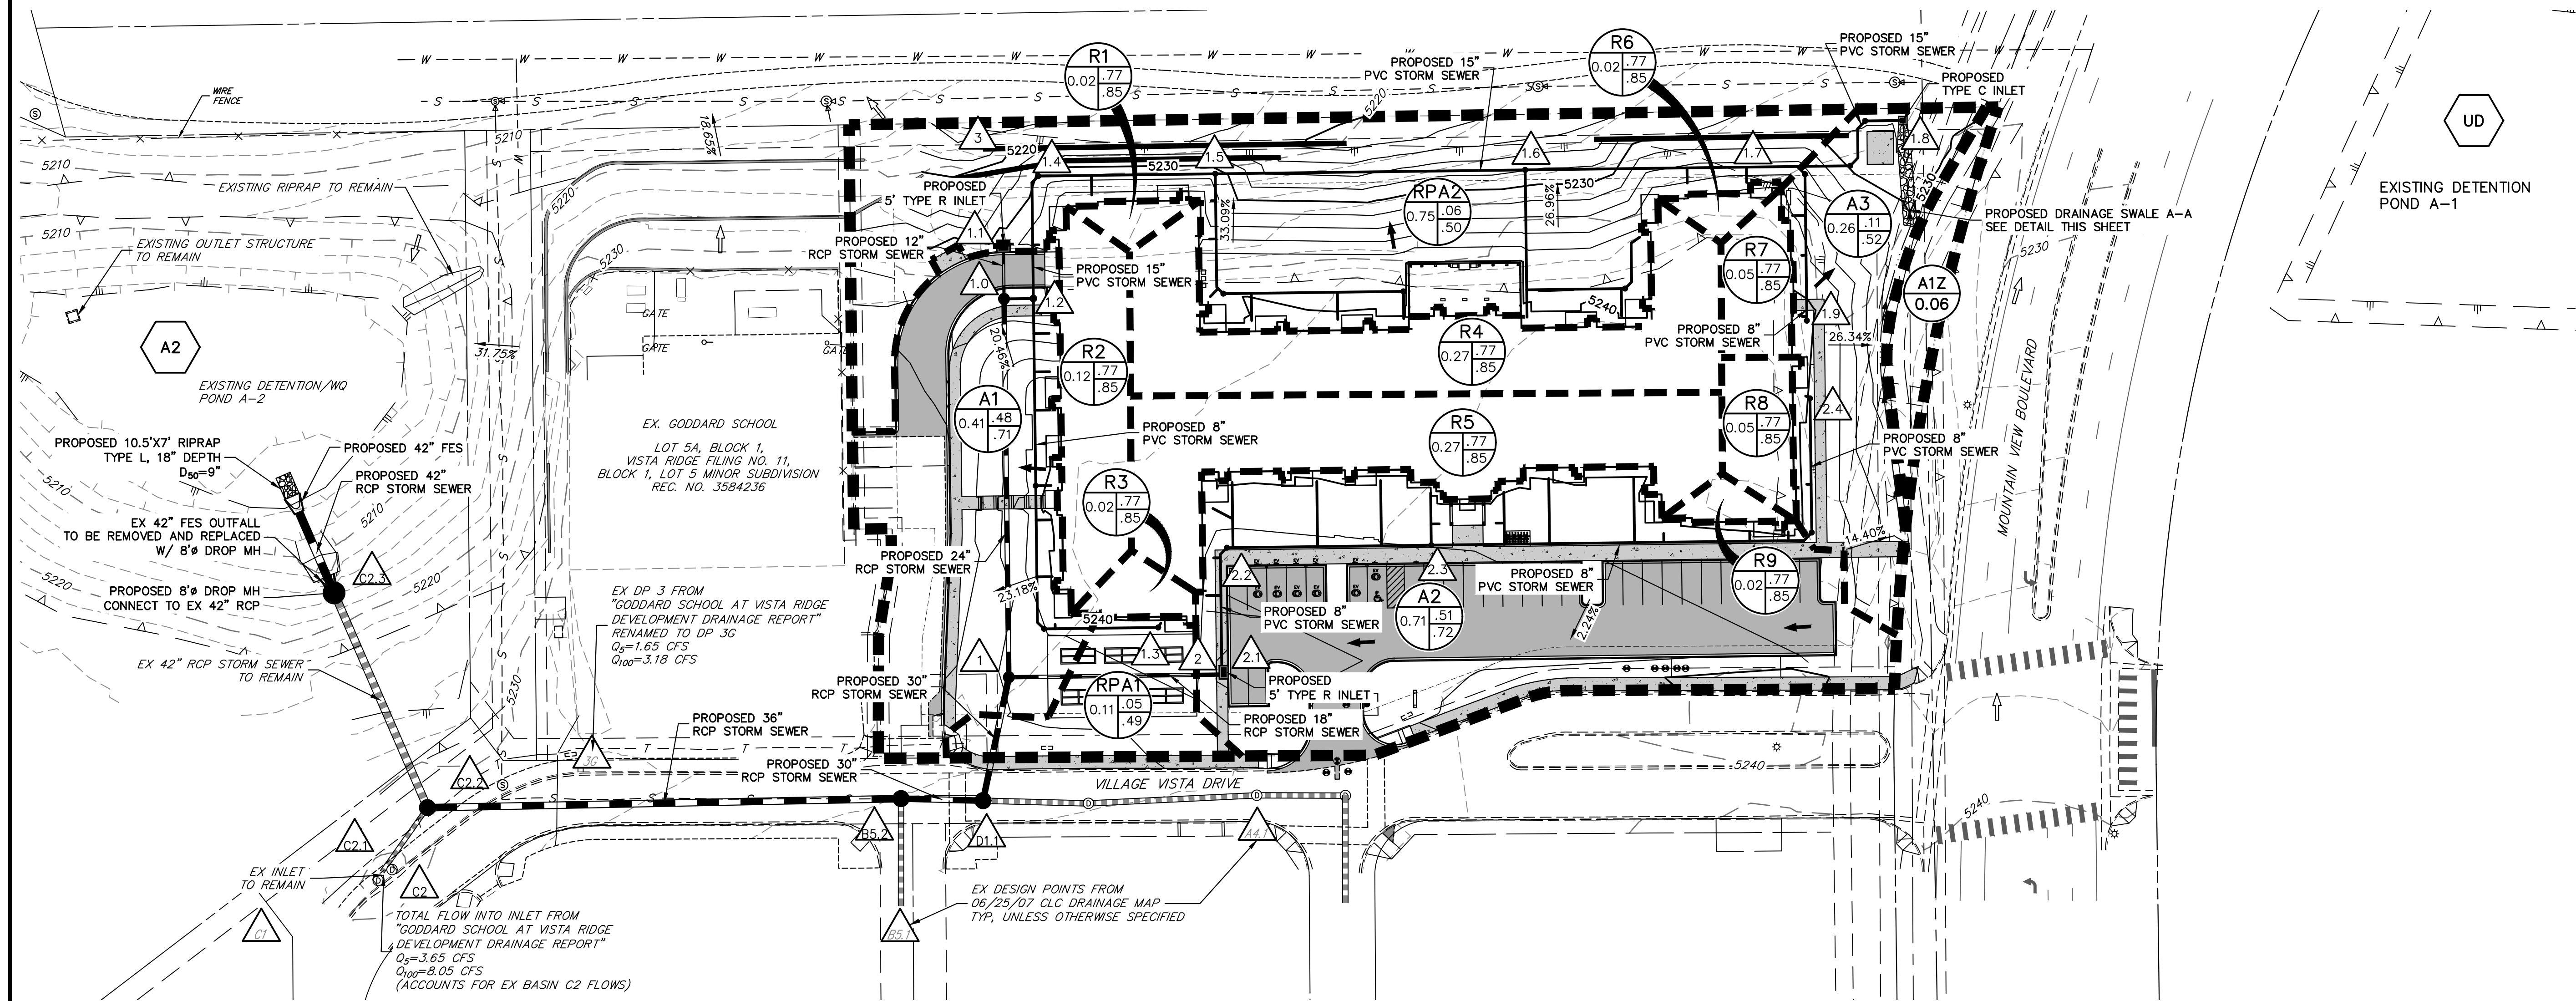 R1
0.02 .77
.85
R6
0.02 .77
.85
PROPOSED 15"
PVC STORM SEWER
PROPOSED 15"
PVC STORM SEWER
PROPOSED
TYPE C INLET
UD
EXISTING DETENTION
POND A-1
WIRE
FENCE
W W W W W W W W W W W
S S S S S S S S S S
5210
18.65%
5220
3
5220
1.4
5230
1.5
1.6
1.7
1.8
5230
5210
EXISTING RIPRAP TO REMAIN
5220
PROPOSED
5' TYPE R INLET
1.1
33.09%
RPA2
0.75 .06
.50
26.96%
5230
A3
0.26 .11
.52
PROPOSED DRAINAGE SWALE A-A
SEE DETAIL THIS SHEET
5230
5210
EXISTING OUTLET STRUCTURE
TO REMAIN
31.75%
5230
PROPOSED 12"
RCP STORM SEWER
1.0
PROPOSED 15"
PVC STORM SEWER
1.2
5240
R7
0.05 .77
.85
1.9
A1Z
0.06
A2
EXISTING DETENTION/WQ
POND A-2
GATE
GATE
GATE
20.46%
R2
0.12 .77
.85
R4
0.27 .77
.85
PROPOSED 8"
PVC STORM SEWER
26.34%
MOUNTAIN VIEW BOULEVARD
EX. GODDARD SCHOOL
LOT 5A, BLOCK 1,
VISTA RIDGE FILING NO. 11,
BLOCK 1, LOT 5 MINOR SUBDIVISION
REC. NO. 3584236
A1
0.41 .48
.71
PROPOSED 8"
PVC STORM SEWER
R5
0.27 .77
.85
R8
0.05 .77
.85
2.4
PROPOSED 8"
PVC STORM SEWER
PROPOSED 10.5'X7' RIPRAP
TYPE L, 18" DEPTH
D50=9"
PROPOSED 42" FES
PROPOSED 42"
RCP STORM SEWER
5210
5210
R3
0.02 .77
.85
EX 42" FES OUTFALL
TO BE REMOVED AND REPLACED
W/ 8'ø DROP MH
5220
5220
C2.3
PROPOSED 8'ø DROP MH
CONNECT TO EX 42" RCP
PROPOSED 24"
RCP STORM SEWER
23.18%
14.40%
2.2
2.3
PROPOSED 8"
PVC STORM SEWER
R9
0.02 .77
.85
EX DP 3 FROM
"GODDARD SCHOOL AT VISTA RIDGE
DEVELOPMENT DRAINAGE REPORT"
RENAMED TO DP 3G
Q5=1.65 CFS
Q100=3.18 CFS
5240
PROPOSED 8"
PVC STORM SEWER
A2
0.71 .51
.72
2.24%
EX 42" RCP STORM SEWER
TO REMAIN
5230
1
1.3
2
2.1
PROPOSED 30"
RCP STORM SEWER
RPA1
0.11 .05
.49
PROPOSED
5' TYPE R INLET
PROPOSED 18"
RCP STORM SEWER
PROPOSED 36"
RCP STORM SEWER
T T T
3G
PROPOSED 30"
RCP STORM SEWER
VILLAGE VISTA DRIVE
5240
5240
C2.2
C2.1
B5.2
D1.1
A4.1
EX INLET
TO REMAIN
C2
C1
EX DESIGN POINTS FROM
06/25/07 CLC DRAINAGE MAP
TYP, UNLESS OTHERWISE SPECIFIED
B5.1
TOTAL FLOW INTO INLET FROM
"GODDARD SCHOOL AT VISTA RIDGE
DEVELOPMENT DRAINAGE REPORT"
Q5=3.65 CFS
Q100=8.05 CFS
(ACCOUNTS FOR EX BASIN C2 FLOWS)